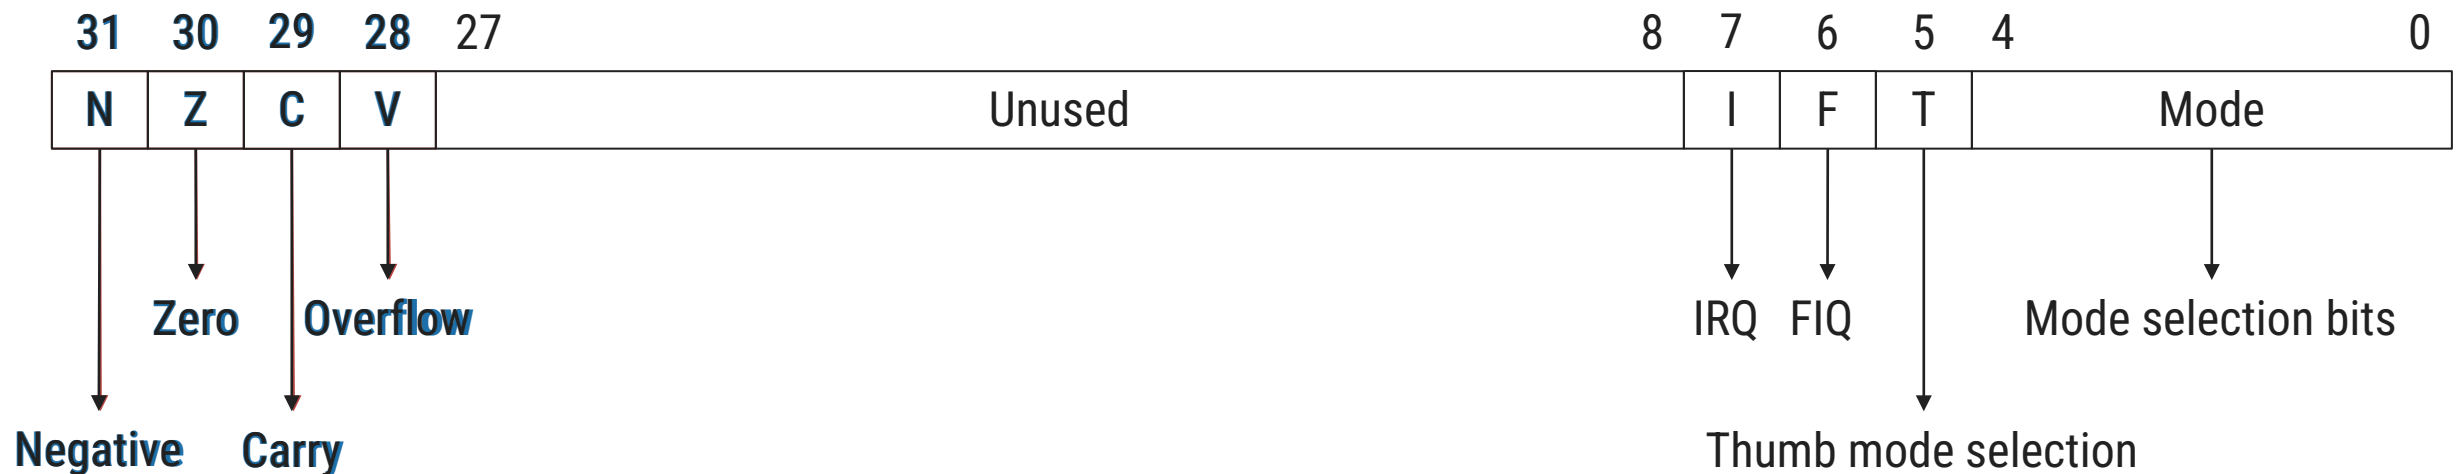 31 30 29 28 27 8 7 6 5 4 0
N Z C V Unused I F T Mode
Zero Overflow IRQ FIQ Mode selection bits
Negative Carry Thumb mode selection